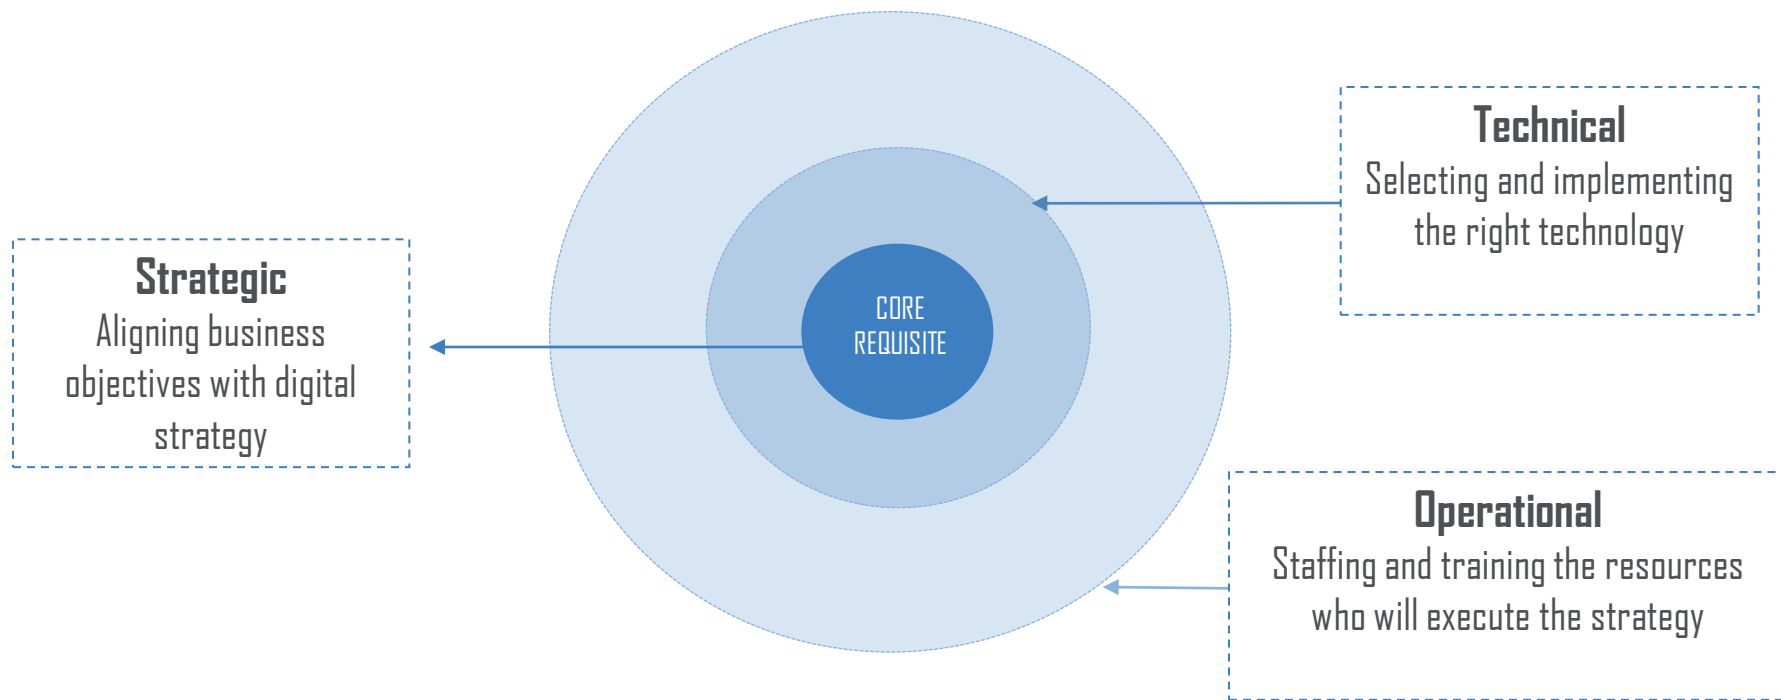 Technical
Selecting and implementing
the right technology
Strategic
Aligning business
objectives with digital
strategy
CORE
REQUISITE
Operational
Staffing and training the resources
who will execute the strategy